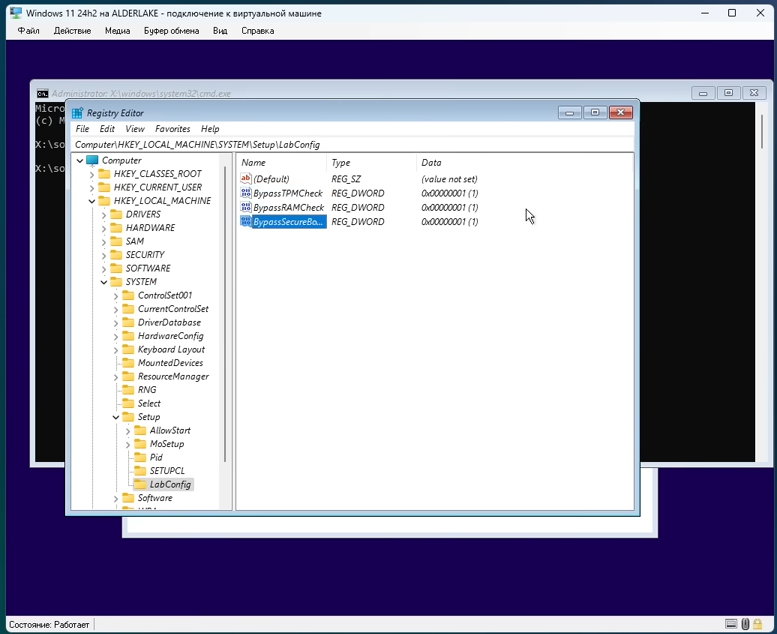 Windows 11 24h2 на ALDERLAKE - подключение к виртуальной машине
Файл Действие Медиа Буфер обмена Вид Справка
Administrator: X:\windows\system32\cmd.exe
Micro
(c) M
X:\so
X:\so
Registry Editor
File Edit View Favorites Help
Computer\HKEY_LOCAL_MACHINE\SYSTEM\Setup\LabConfig
Computer
HKEY_CLASSES_ROOT
HKEY_CURRENT_USER
HKEY_LOCAL_MACHINE
DRIVERS
HARDWARE
SAM
SECURITY
SOFTWARE
SYSTEM
ControlSet001
CurrentControlSet
DriverDatabase
HardwareConfig
Keyboard Layout
MountedDevices
ResourceManager
RNG
Select
Setup
AllowStart
MoSetup
Pid
SETUPCL
LabConfig
Software
Name Type Data
(Default) REG_SZ (value not set)
BypassTPMCheck REG_DWORD 0x00000001 (1)
BypassRAMCheck REG_DWORD 0x00000001 (1)
BypassSecureBo... REG_DWORD 0x00000001 (1)
Состояние: Работает